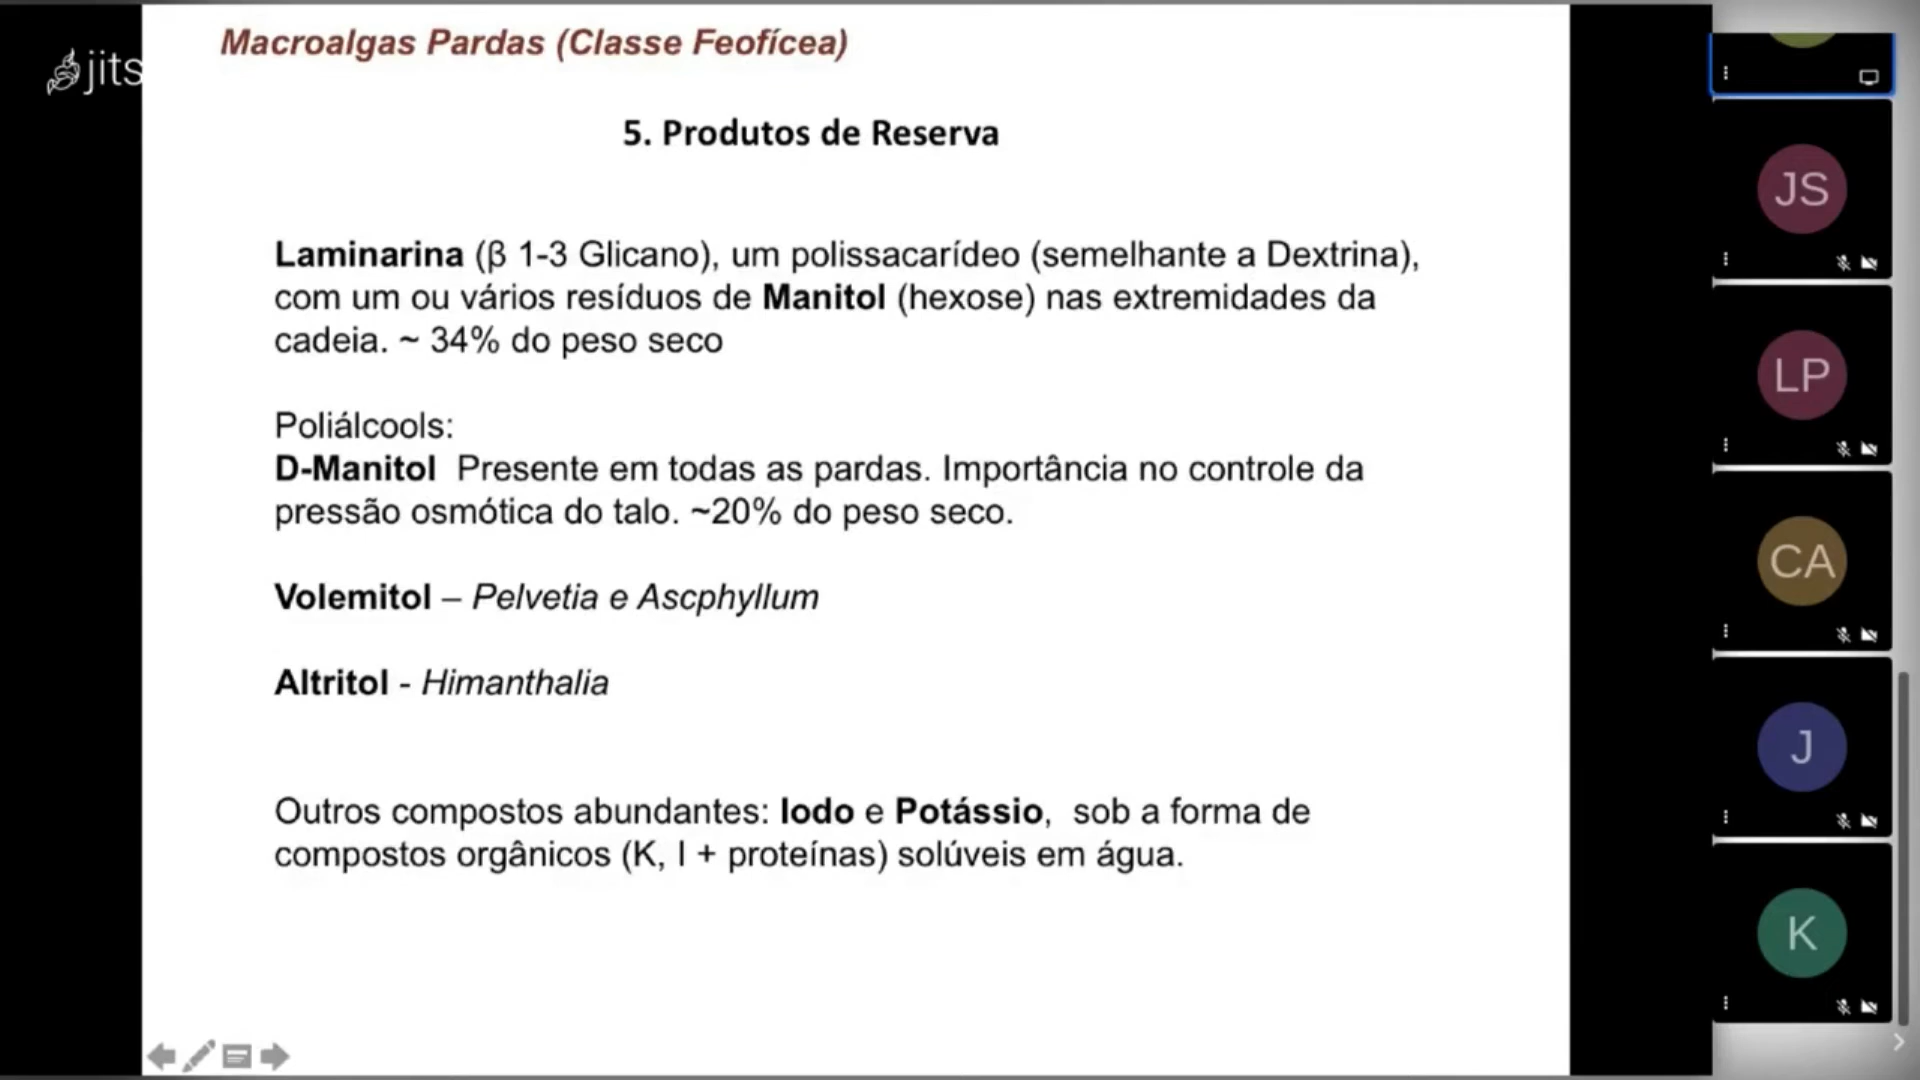 Macroalgas Pardas (Classe Feofícea)
jits
5. Produtos de Reserva
Laminarina (β 1-3 Glicano), um polissacarídeo (semelhante a Dextrina),
com um ou vários resíduos de Manitol (hexose) nas extremidades da
cadeia. ~ 34% do peso seco
Poliálcools:
D-Manitol Presente em todas as pardas. Importância no controle da
pressão osmótica do talo. ~20% do peso seco.
Volemitol – Pelvetia e Ascphyllum
Altritol - Himanthalia
Outros compostos abundantes: Iodo e Potássio, sob a forma de
compostos orgânicos (K, I + proteínas) solúveis em água.
JS
LP
CA
J
K